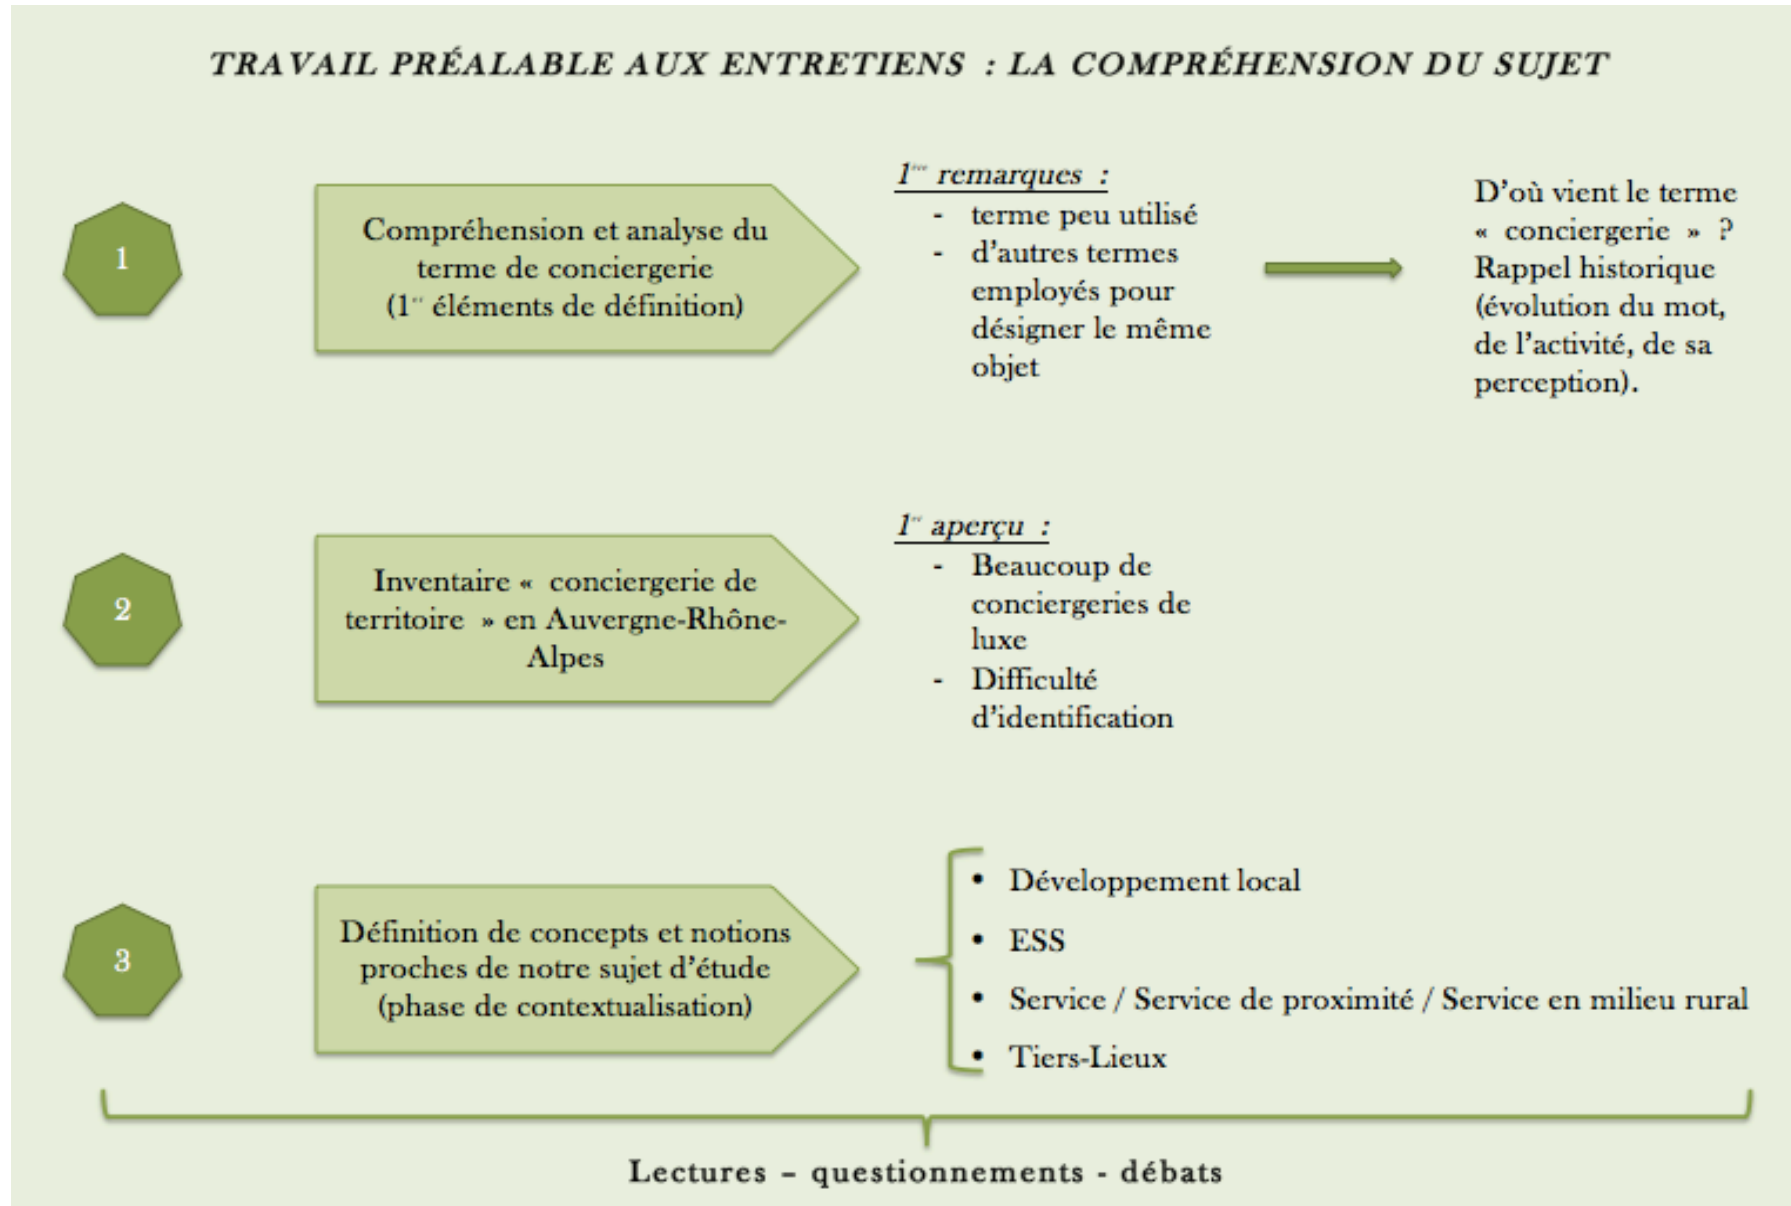 TRAVAIL PRÉALABLE AUX ENTRETIENS : LA COMPRÉHENSION DU SUJET
1
Compréhension et analyse du
terme de conciergerie
(1ers éléments de définition)
1ères remarques :
- terme peu utilisé
- d'autres termes
employés pour
désigner le même
objet
D'où vient le terme
« conciergerie » ?
Rappel historique
(évolution du mot,
de l'activité, de sa
perception).
2
Inventaire « conciergerie de
territoire » en Auvergne-Rhône-
Alpes
1er aperçu :
- Beaucoup de
conciergeries de
luxe
- Difficulté
d'identification
3
Définition de concepts et notions
proches de notre sujet d'étude
(phase de contextualisation)
• Développement local
• ESS
• Service / Service de proximité / Service en milieu rural
• Tiers-Lieux
Lectures – questionnements - débats